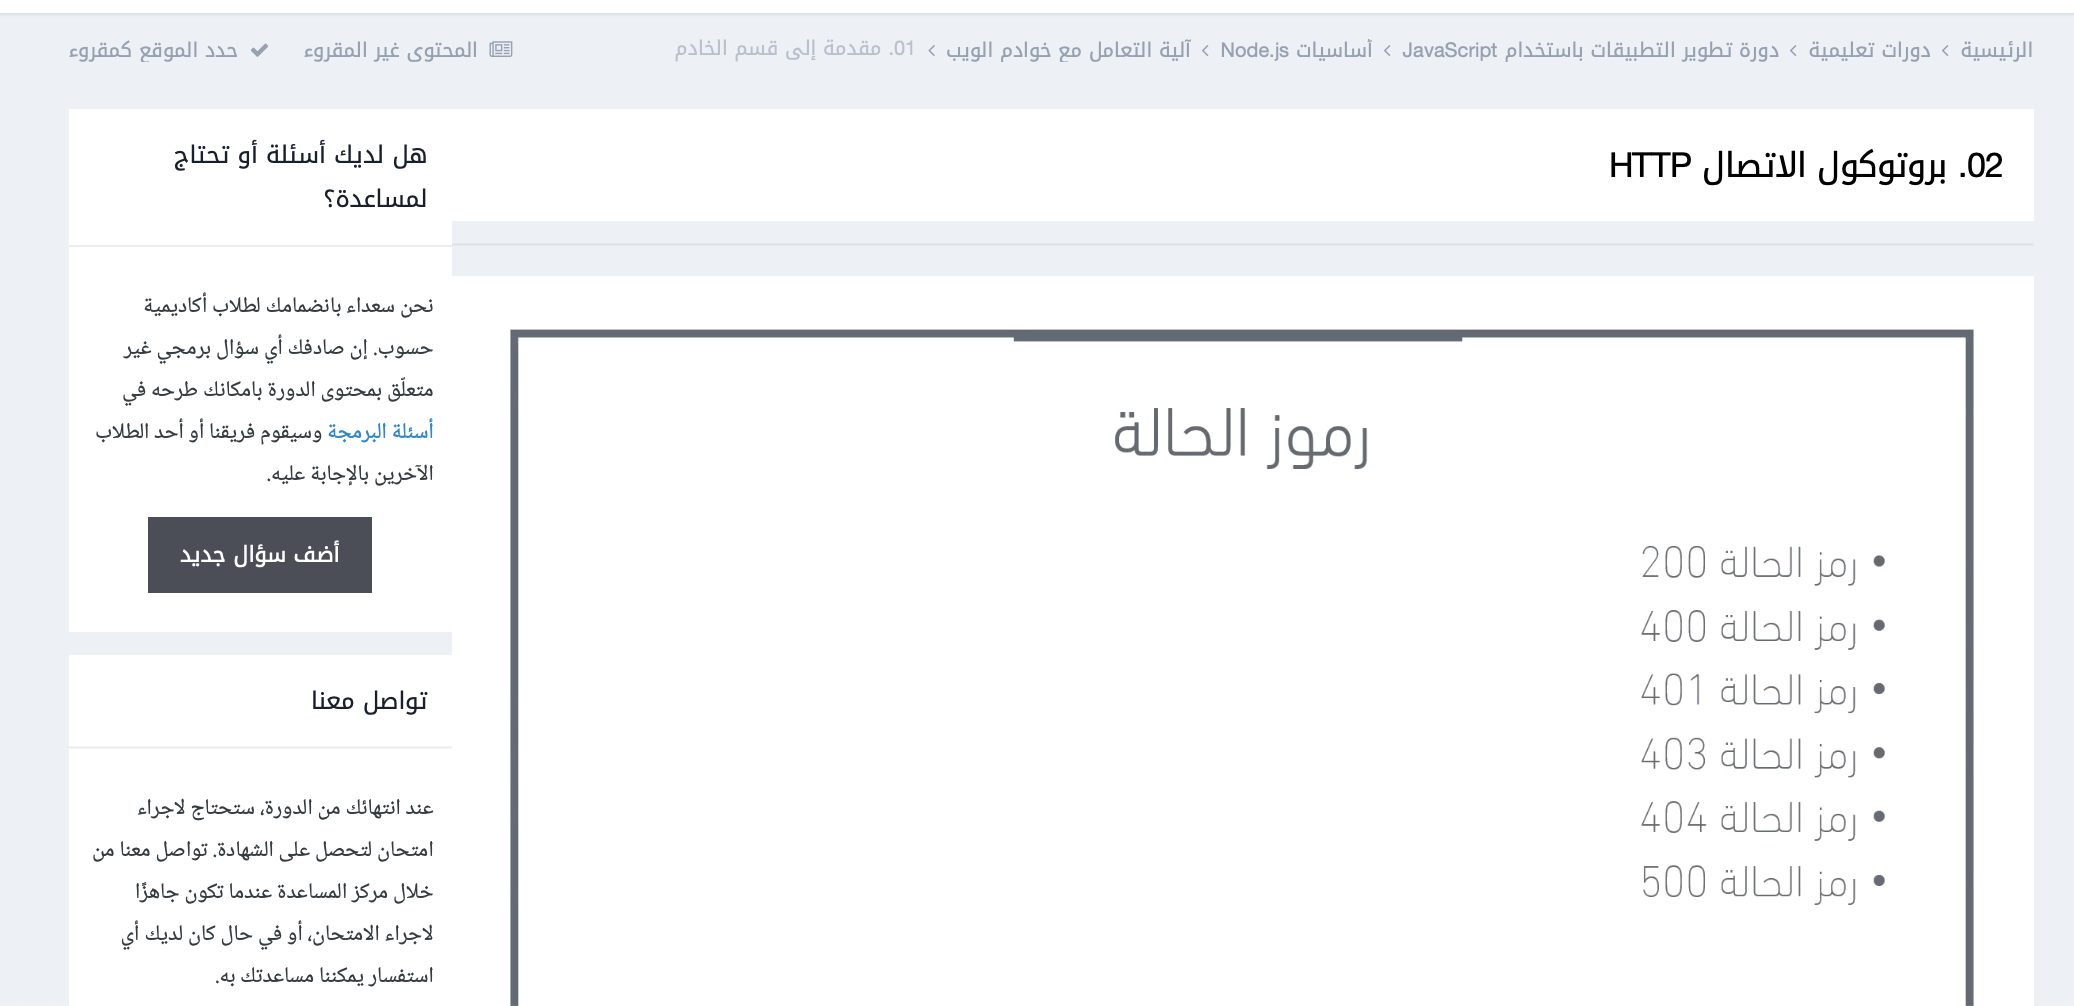 الرئيسية › دورات تعليمية › دورة تطوير التطبيقات باستخدام JavaScript › أساسيات Node.js › آلية التعامل مع خوادم الويب › 01. مقدمة إلى قسم الخادم
المحتوى غير المقروء
حدد الموقع كمقروء
02. بروتوكول الاتصال HTTP
رموز الحالة
• رمز الحالة 200
• رمز الحالة 400
• رمز الحالة 401
• رمز الحالة 403
• رمز الحالة 404
• رمز الحالة 500
هل لديك أسئلة أو تحتاج
لمساعدة؟
نحن سعداء بانضمامك لطلاب أكاديمية
حسوب. إن صادفك أي سؤال برمجي غير
متعلّق بمحتوى الدورة بامكانك طرحه في
أسئلة البرمجة وسيقوم فريقنا أو أحد الطلاب
الآخرين بالإجابة عليه.
أضف سؤال جديد
تواصل معنا
عند انتهائك من الدورة، ستحتاج لاجراء
امتحان لتحصل على الشهادة. تواصل معنا من
خلال مركز المساعدة عندما تكون جاهزًا
لاجراء الامتحان، أو في حال كان لديك أي
استفسار يمكننا مساعدتك به.